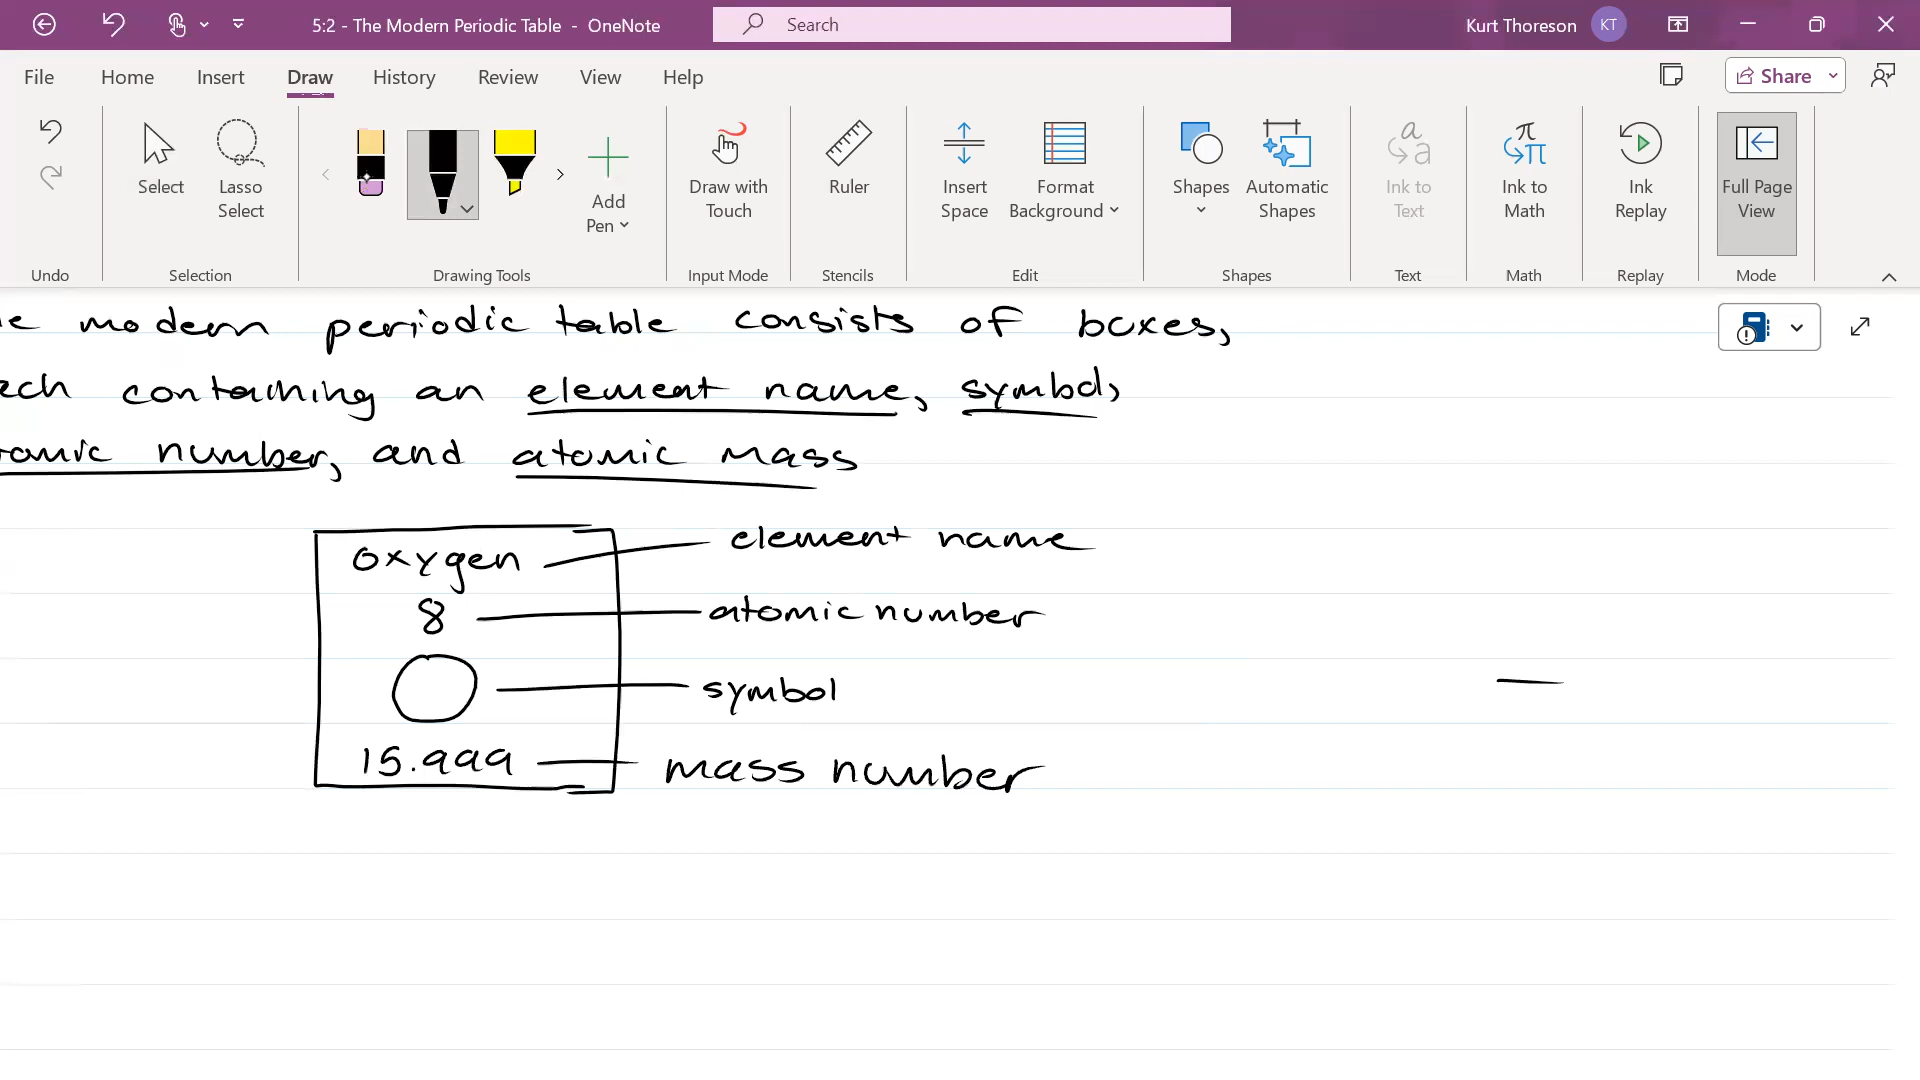 5:2 - The Modern Periodic Table - OneNote
Search
Kurt Thoreson
KT
File Home Insert Draw History Review View Help
Share
Select
Lasso Select
Add Pen
Draw with Touch
Ruler
Insert Space
Format Background
Shapes
Automatic Shapes
Ink to Text
Ink to Math
Ink Replay
Full Page View
Undo Selection Drawing Tools Input Mode Stencils Edit Shapes Text Math Replay Mode
e modern periodic table consists of boxes,
ach containing an element name, symbol,
tomic number, and atomic mass
oxygen — element name
8 — atomic number
O — symbol
15.999 — mass number